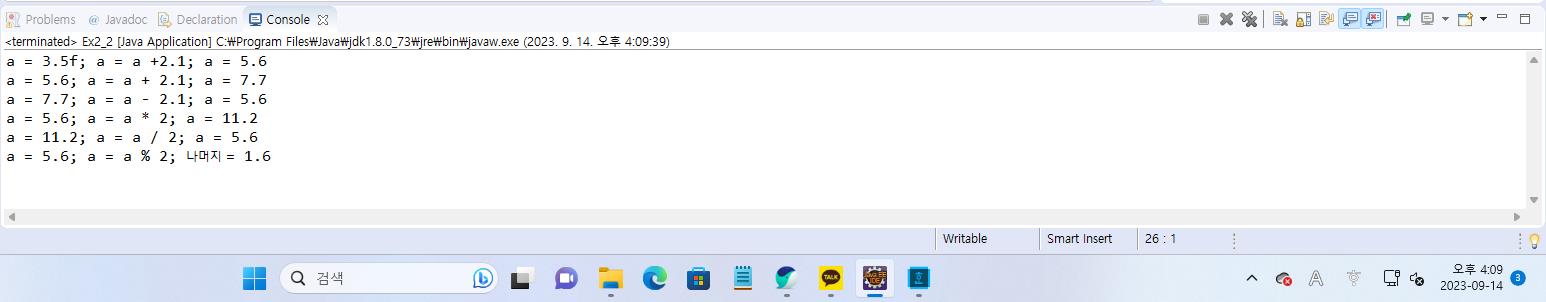 Problems @ Javadoc Declaration Console
<terminated> Ex2_2 [Java Application] C:₩Program Files₩Java₩jdk1.8.0_73₩jre₩bin₩javaw.exe (2023. 9. 14. 오후 4:09:39)
a = 3.5f; a = a +2.1; a = 5.6
a = 5.6; a = a + 2.1; a = 7.7
a = 7.7; a = a - 2.1; a = 5.6
a = 5.6; a = a * 2; a = 11.2
a = 11.2; a = a / 2; a = 5.6
a = 5.6; a = a % 2; 나머지 = 1.6
Writable Smart Insert 26 : 1
검색 TALK Java EE IDE A 오후 4:09 3
2023-09-14